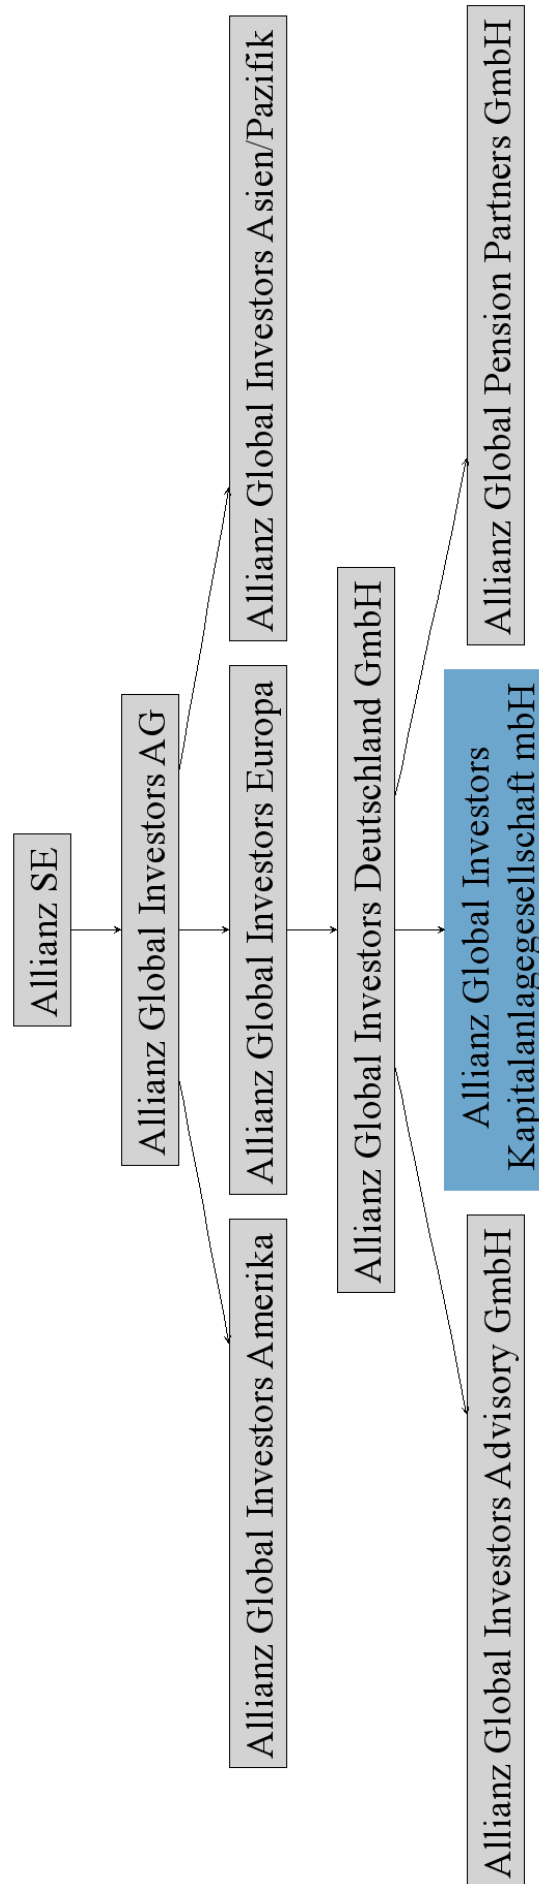 Allianz SE
Allianz Global Investors AG
Allianz Global Investors Amerika
Allianz Global Investors Europa
Allianz Global Investors Asien/Pazifik
Allianz Global Investors Deutschland GmbH
Allianz Global Investors Advisory GmbH
Allianz Global Investors
Kapitalanlagegesellschaft mbH
Allianz Global Pension Partners GmbH